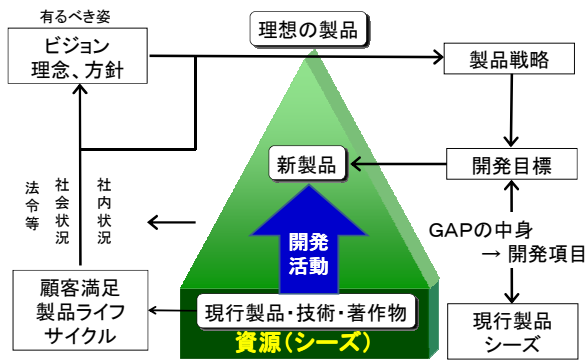 有るべき姿
ビジョン
理念、方針
理想の製品
製品戦略
新製品
開発目標
法令等
社会状況
社内状況
開発
活動
GAPの中身
→ 開発項目
顧客満足
製品ライフ
サイクル
現行製品・技術・著作物
資源(シーズ)
現行製品
シーズ